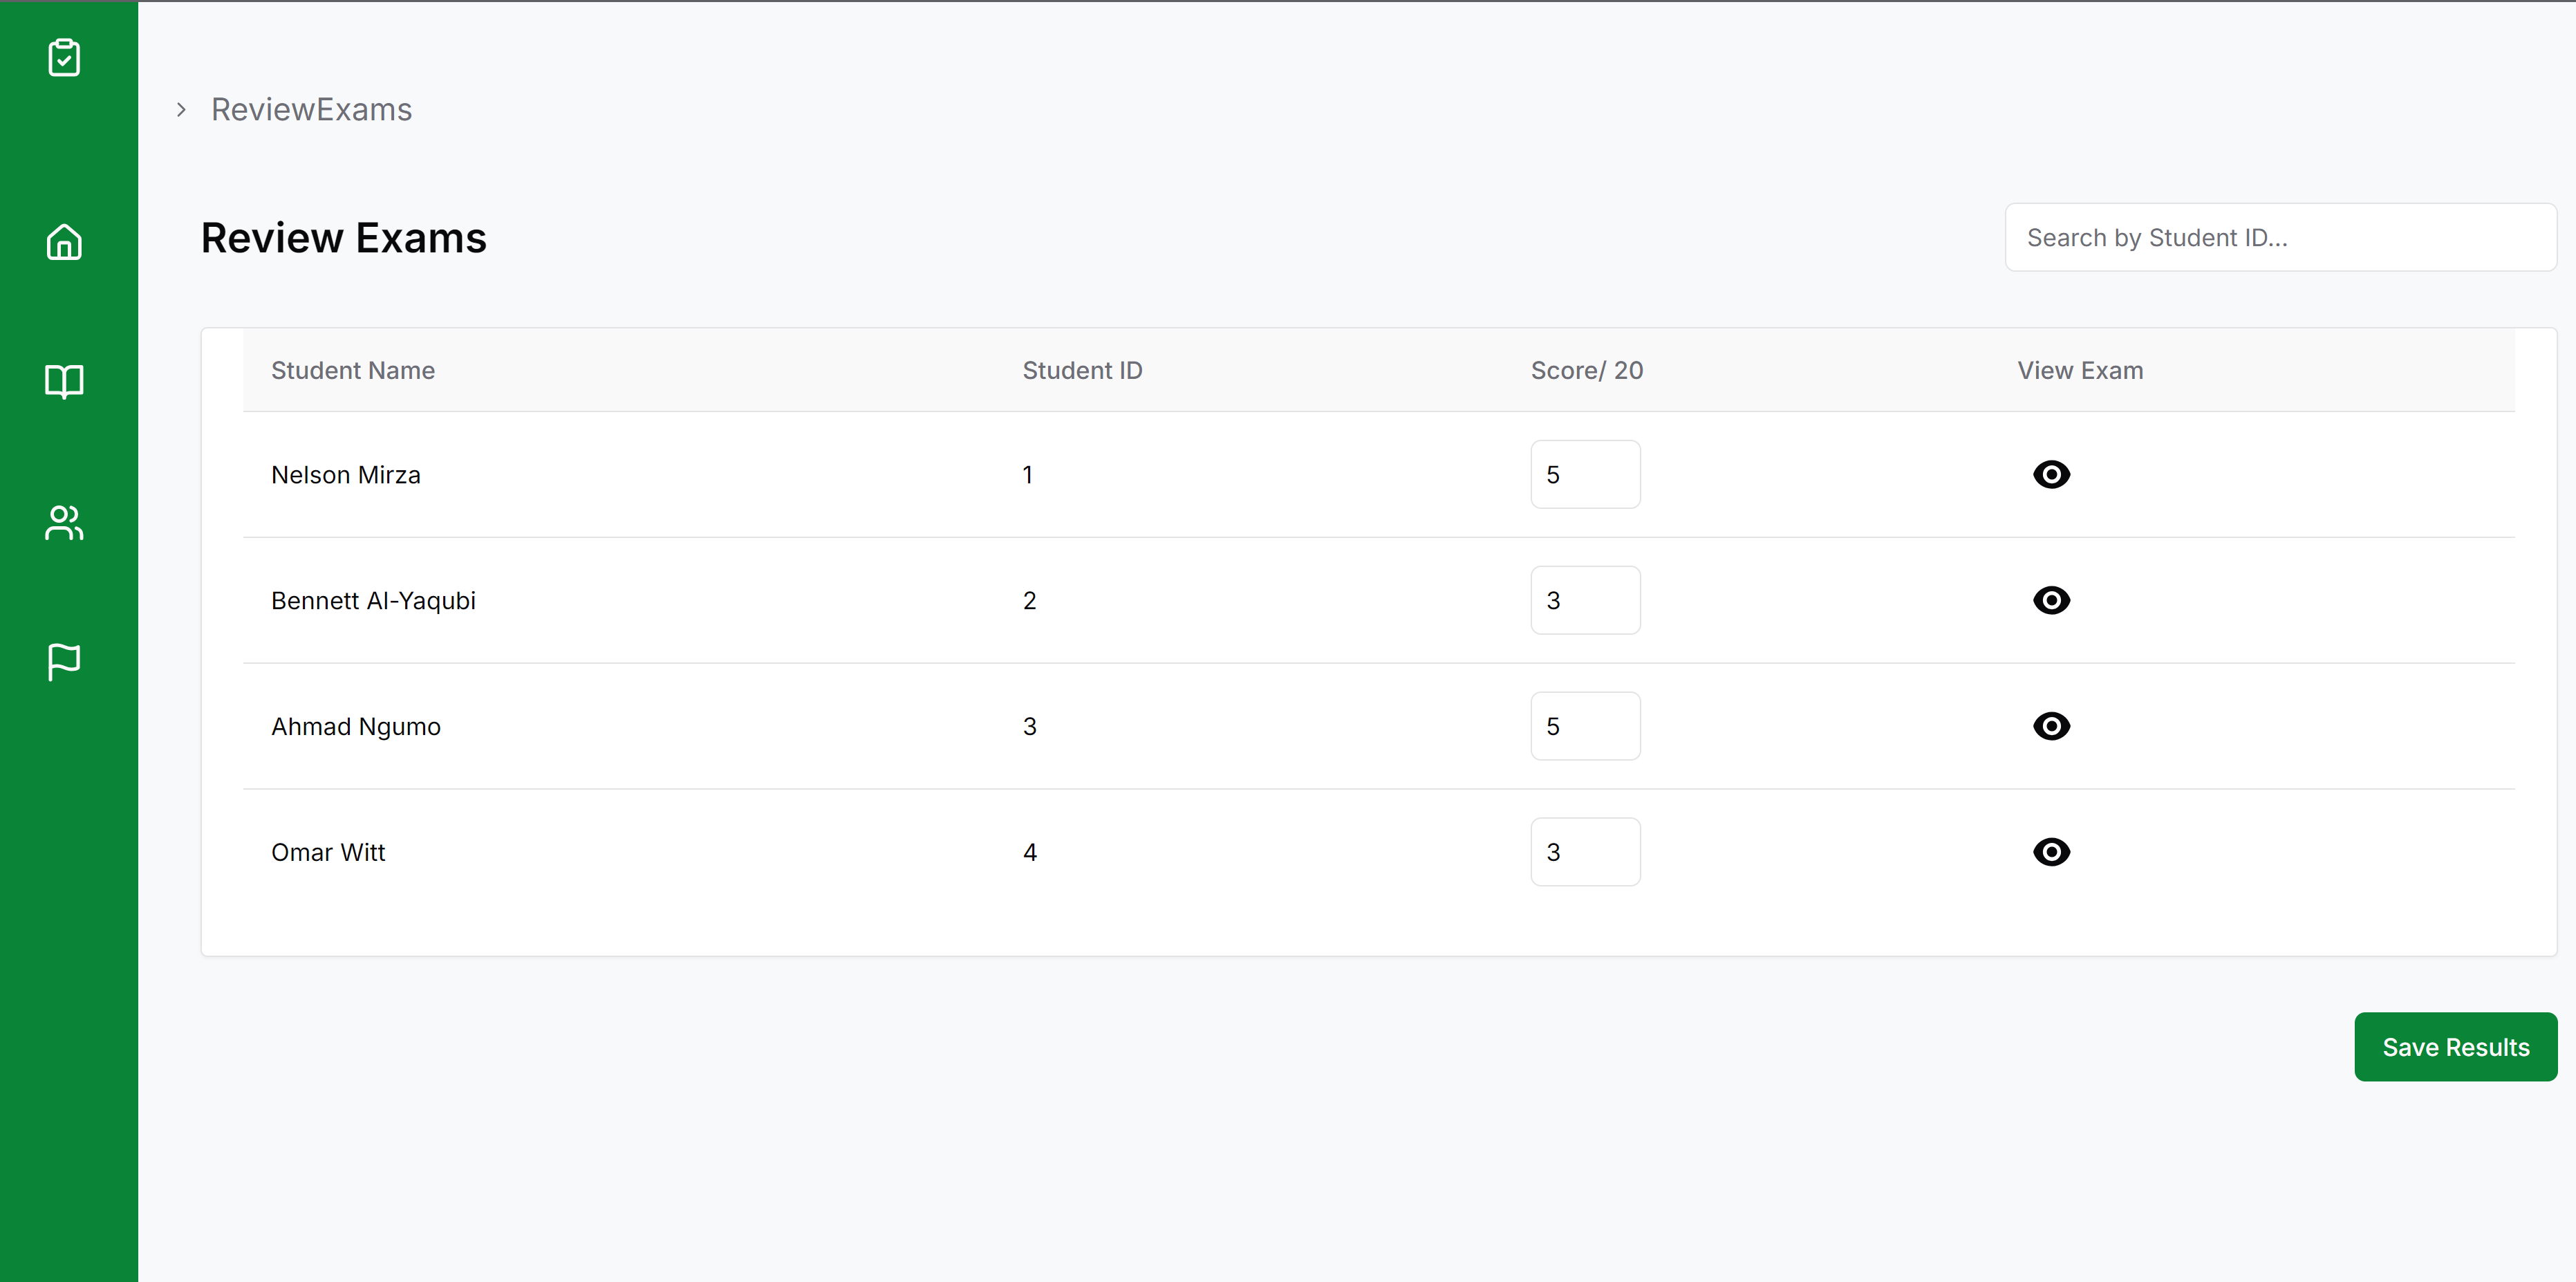 ReviewExams
Review Exams
Search by Student ID...
Student Name Student ID Score/ 20 View Exam
Nelson Mirza 1 5
Bennett Al-Yaqubi 2 3
Ahmad Ngumo 3 5
Omar Witt 4 3
Save Results